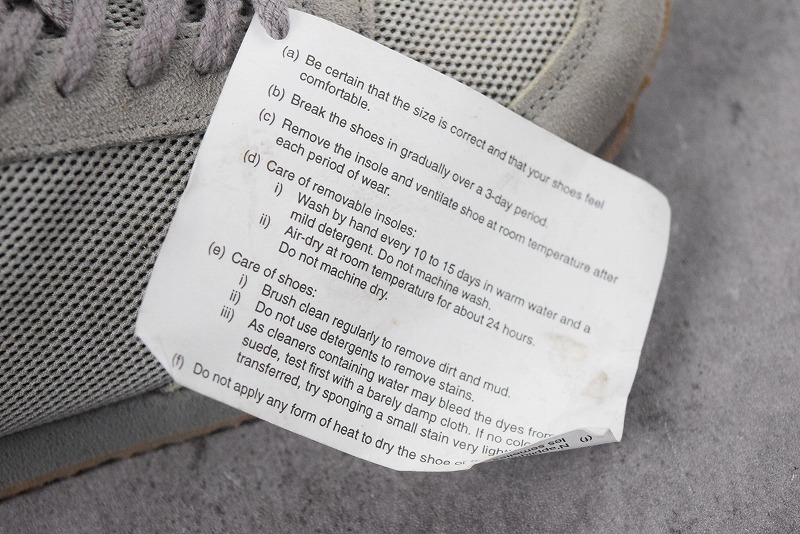 (a) Be certain that the size is correct and that your shoes feel
comfortable.
(b) Break the shoes in gradually over a 3-day period.
(c) Remove the insole and ventilate shoe at room temperature after
each period of wear.
(d) Care of removable insoles:
i) Wash by hand every 10 to 15 days in warm water and a
mild detergent. Do not machine wash.
ii) Air-dry at room temperature for about 24 hours.
Do not machine dry.
(e) Care of shoes:
i) Brush clean regularly to remove dirt and mud.
ii) Do not use detergents to remove stains.
iii) As cleaners containing water may bleed the dyes from
suede, test first with a barely damp cloth. If no
transferred, try sponging a small stain very
(f) Do not apply any form of heat to dry the shoe